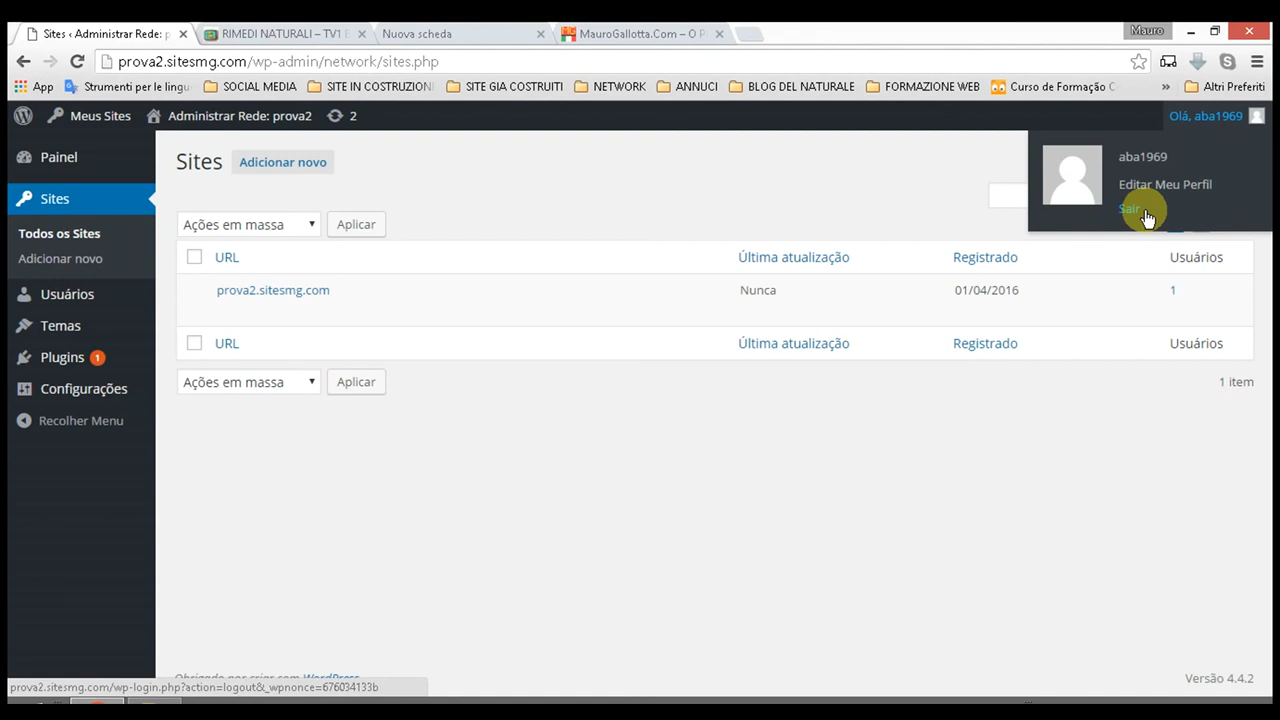 Sites ‹ Administrar Rede: p
RIMEDI NATURALI – TV1 E
Nuova scheda
MauroGallotta.Com – O P
Mauro
prova2.sitesmg.com/wp-admin/network/sites.php
App
Strumenti per le lingu
SOCIAL MEDIA
SITE IN COSTRUZIONI
SITE GIA COSTRUITI
NETWORK
ANNUCI
BLOG DEL NATURALE
FORMAZIONE WEB
Curso de Formação C
»
Altri Preferiti
Meus Sites
Administrar Rede: prova2
2
Olá, aba1969
aba1969
Editar Meu Perfil
Sair
Painel
Sites
Todos os Sites
Adicionar novo
Usuários
Temas
Plugins 1
Configurações
Recolher Menu
Sites
Adicionar novo
Ações em massa
Aplicar
URL Última atualização Registrado Usuários
prova2.sitesmg.com Nunca 01/04/2016 1
URL Última atualização Registrado Usuários
Ações em massa
Aplicar
1 item
Obrigado por criar com WordPress
Versão 4.4.2
prova2.sitesmg.com/wp-login.php?action=logout&_wpnonce=676034133b